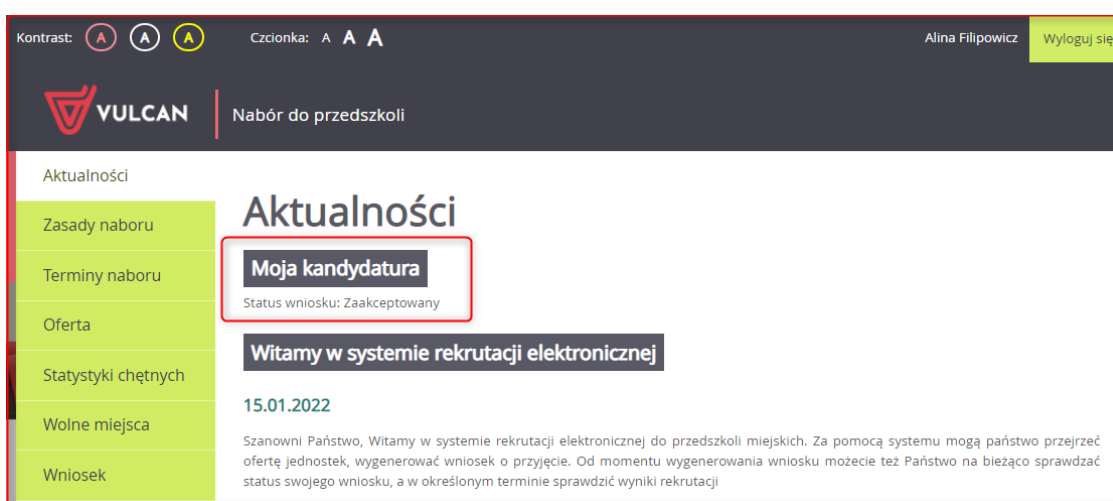 Kontrast: A A A Czcionka: A A A Alina Filipowicz Wyloguj się
VULCAN Nabór do przedszkoli
Aktualności
Zasady naboru
Terminy naboru
Oferta
Statystyki chętnych
Wolne miejsca
Wniosek
Aktualności
Moja kandydatura
Status wniosku: Zaakceptowany
Witamy w systemie rekrutacji elektronicznej
15.01.2022
Szanowni Państwo, Witamy w systemie rekrutacji elektronicznej do przedszkoli miejskich. Za pomocą systemu mogą państwo przejrzeć
ofertę jednostek, wygenerować wniosek o przyjęcie. Od momentu wygenerowania wniosku możecie też Państwo na bieżąco sprawdzać
status swojego wniosku, a w określonym terminie sprawdzić wyniki rekrutacji